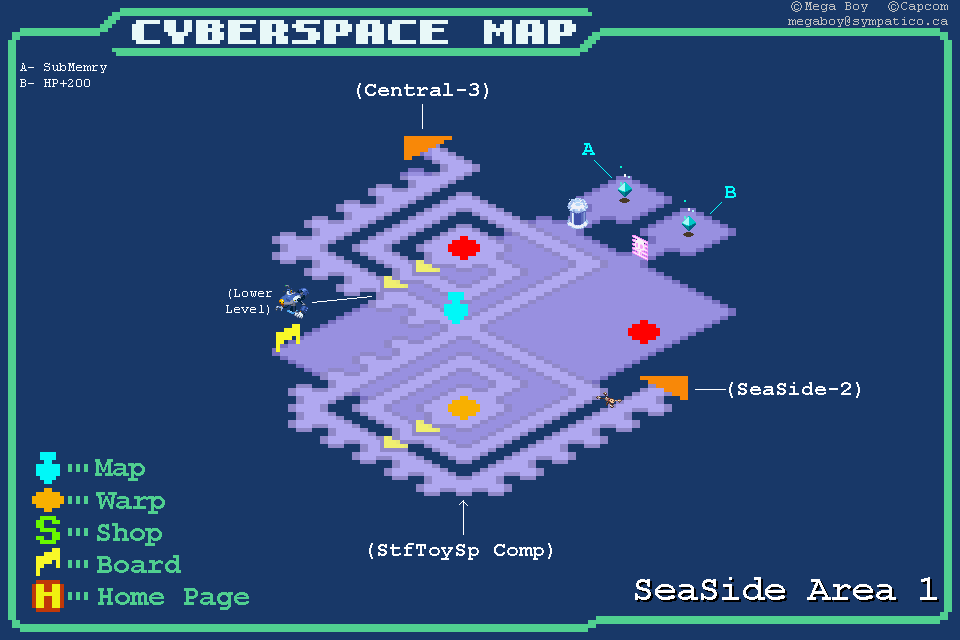 ©Mega Boy ©Capcom
megaboy@sympatico.ca
CYBERSPACE MAP
A- SubMemry
B- HP+200
(Central-3)
A
B
(Lower
Level)
(SeaSide-2)
Map
Warp
S Shop
Board
H Home Page
(StfToySp Comp)
SeaSide Area 1